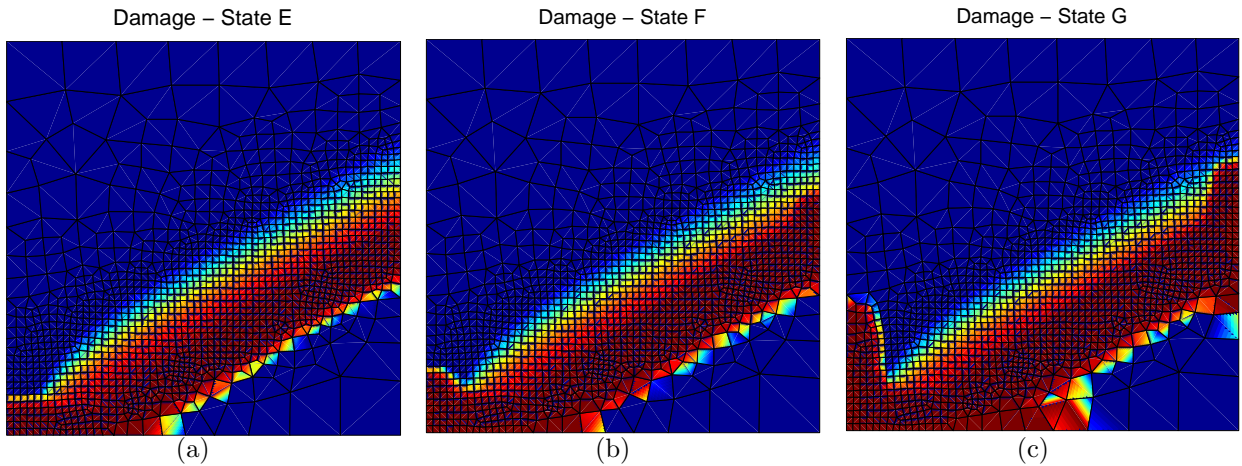 Damage – State E
Damage – State F
Damage – State G
(a)
(b)
(c)